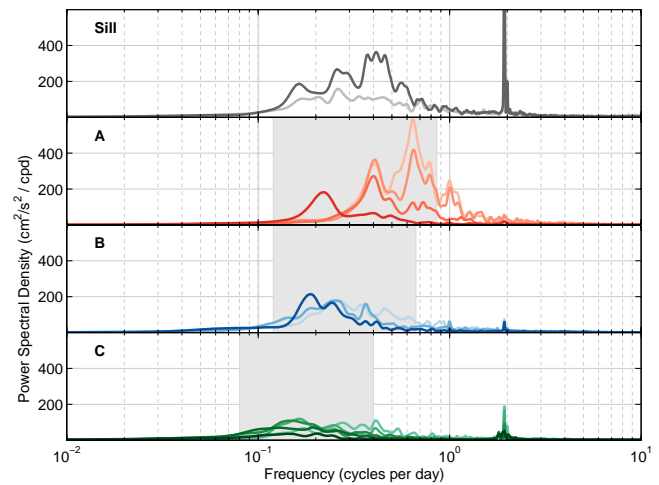 Sill
600
400
200
A
400
200
B
400
200
C
400
200
Power Spectral Density (cm²/s² / cpd)
10⁻² 10⁻¹ 10⁰ 10¹
Frequency (cycles per day)